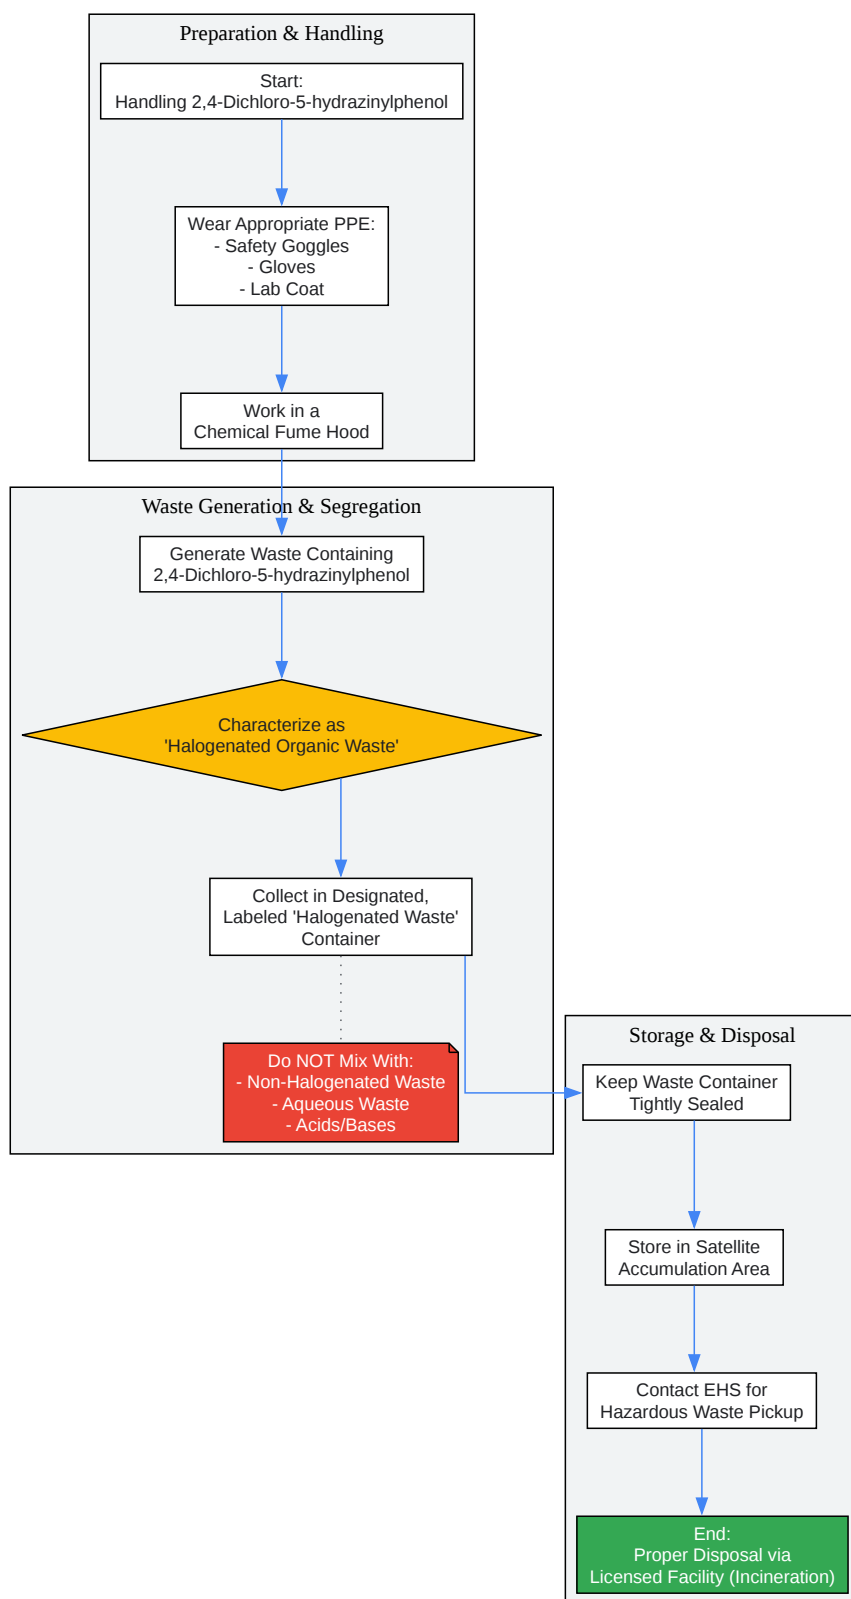 Preparation & Handling
Start:
Handling 2,4-Dichloro-5-hydrazinylphenol
Wear Appropriate PPE:
- Safety Goggles
- Gloves
- Lab Coat
Work in a
Chemical Fume Hood
Waste Generation & Segregation
Generate Waste Containing
2,4-Dichloro-5-hydrazinylphenol
Characterize as
'Halogenated Organic Waste'
Collect in Designated,
Labeled 'Halogenated Waste'
Container
Do NOT Mix With:
- Non-Halogenated Waste
- Aqueous Waste
- Acids/Bases
Storage & Disposal
Keep Waste Container
Tightly Sealed
Store in Satellite
Accumulation Area
Contact EHS for
Hazardous Waste Pickup
End:
Proper Disposal via
Licensed Facility (Incineration)